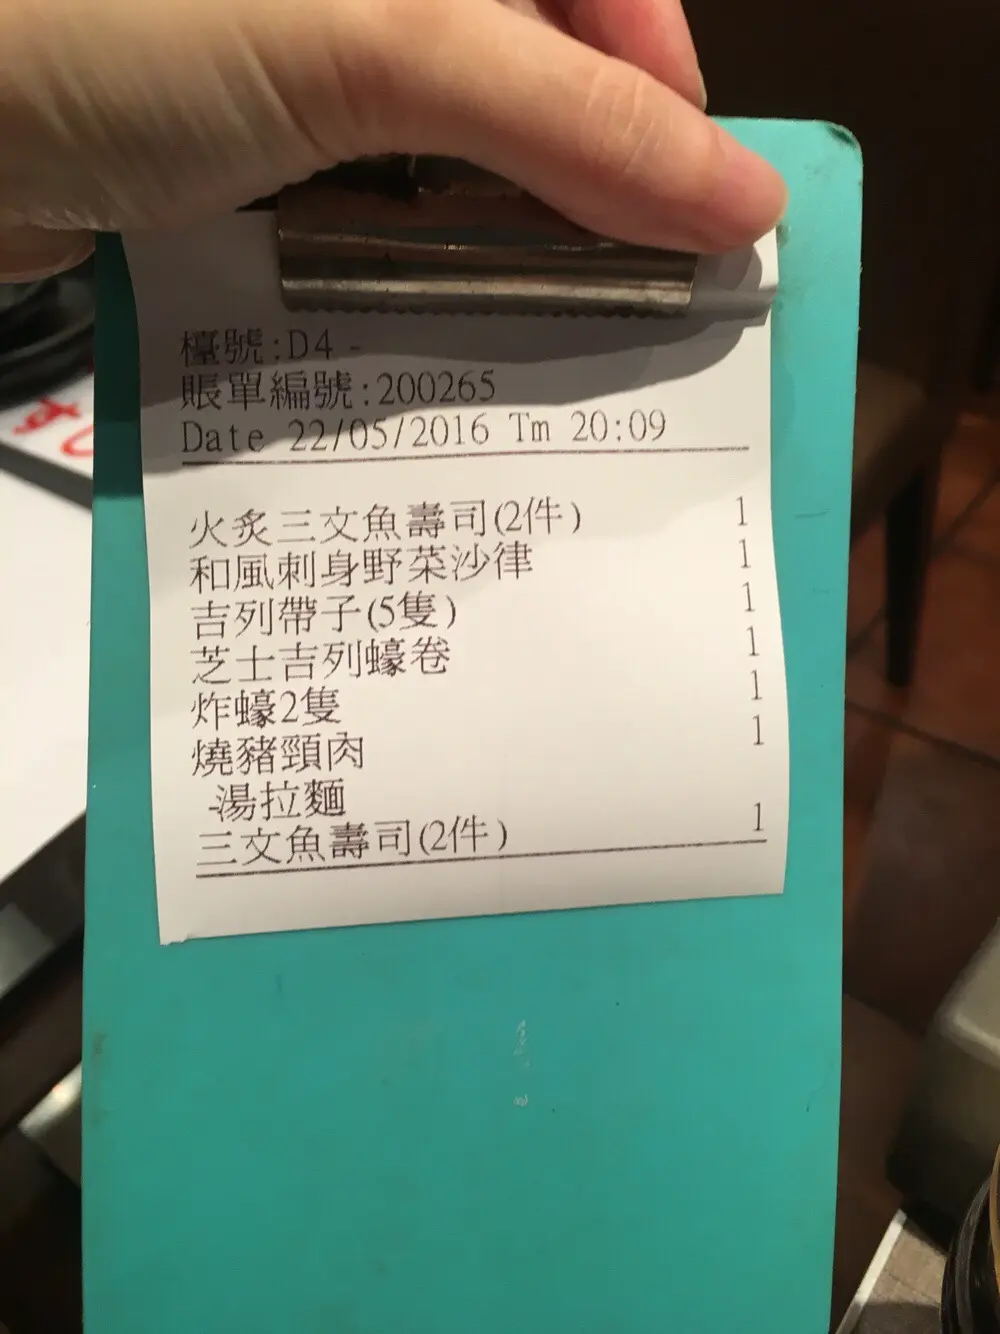 檯號:D4 -
賬單編號:200265
Date 22/05/2016 Tm 20:09
火炙三文魚壽司(2件) 1
和風刺身野菜沙律 1
吉列帶子(5隻) 1
芝士吉列蠔卷 1
炸蠔2隻 1
燒豬頸肉 1
-湯拉麵
三文魚壽司(2件) 1